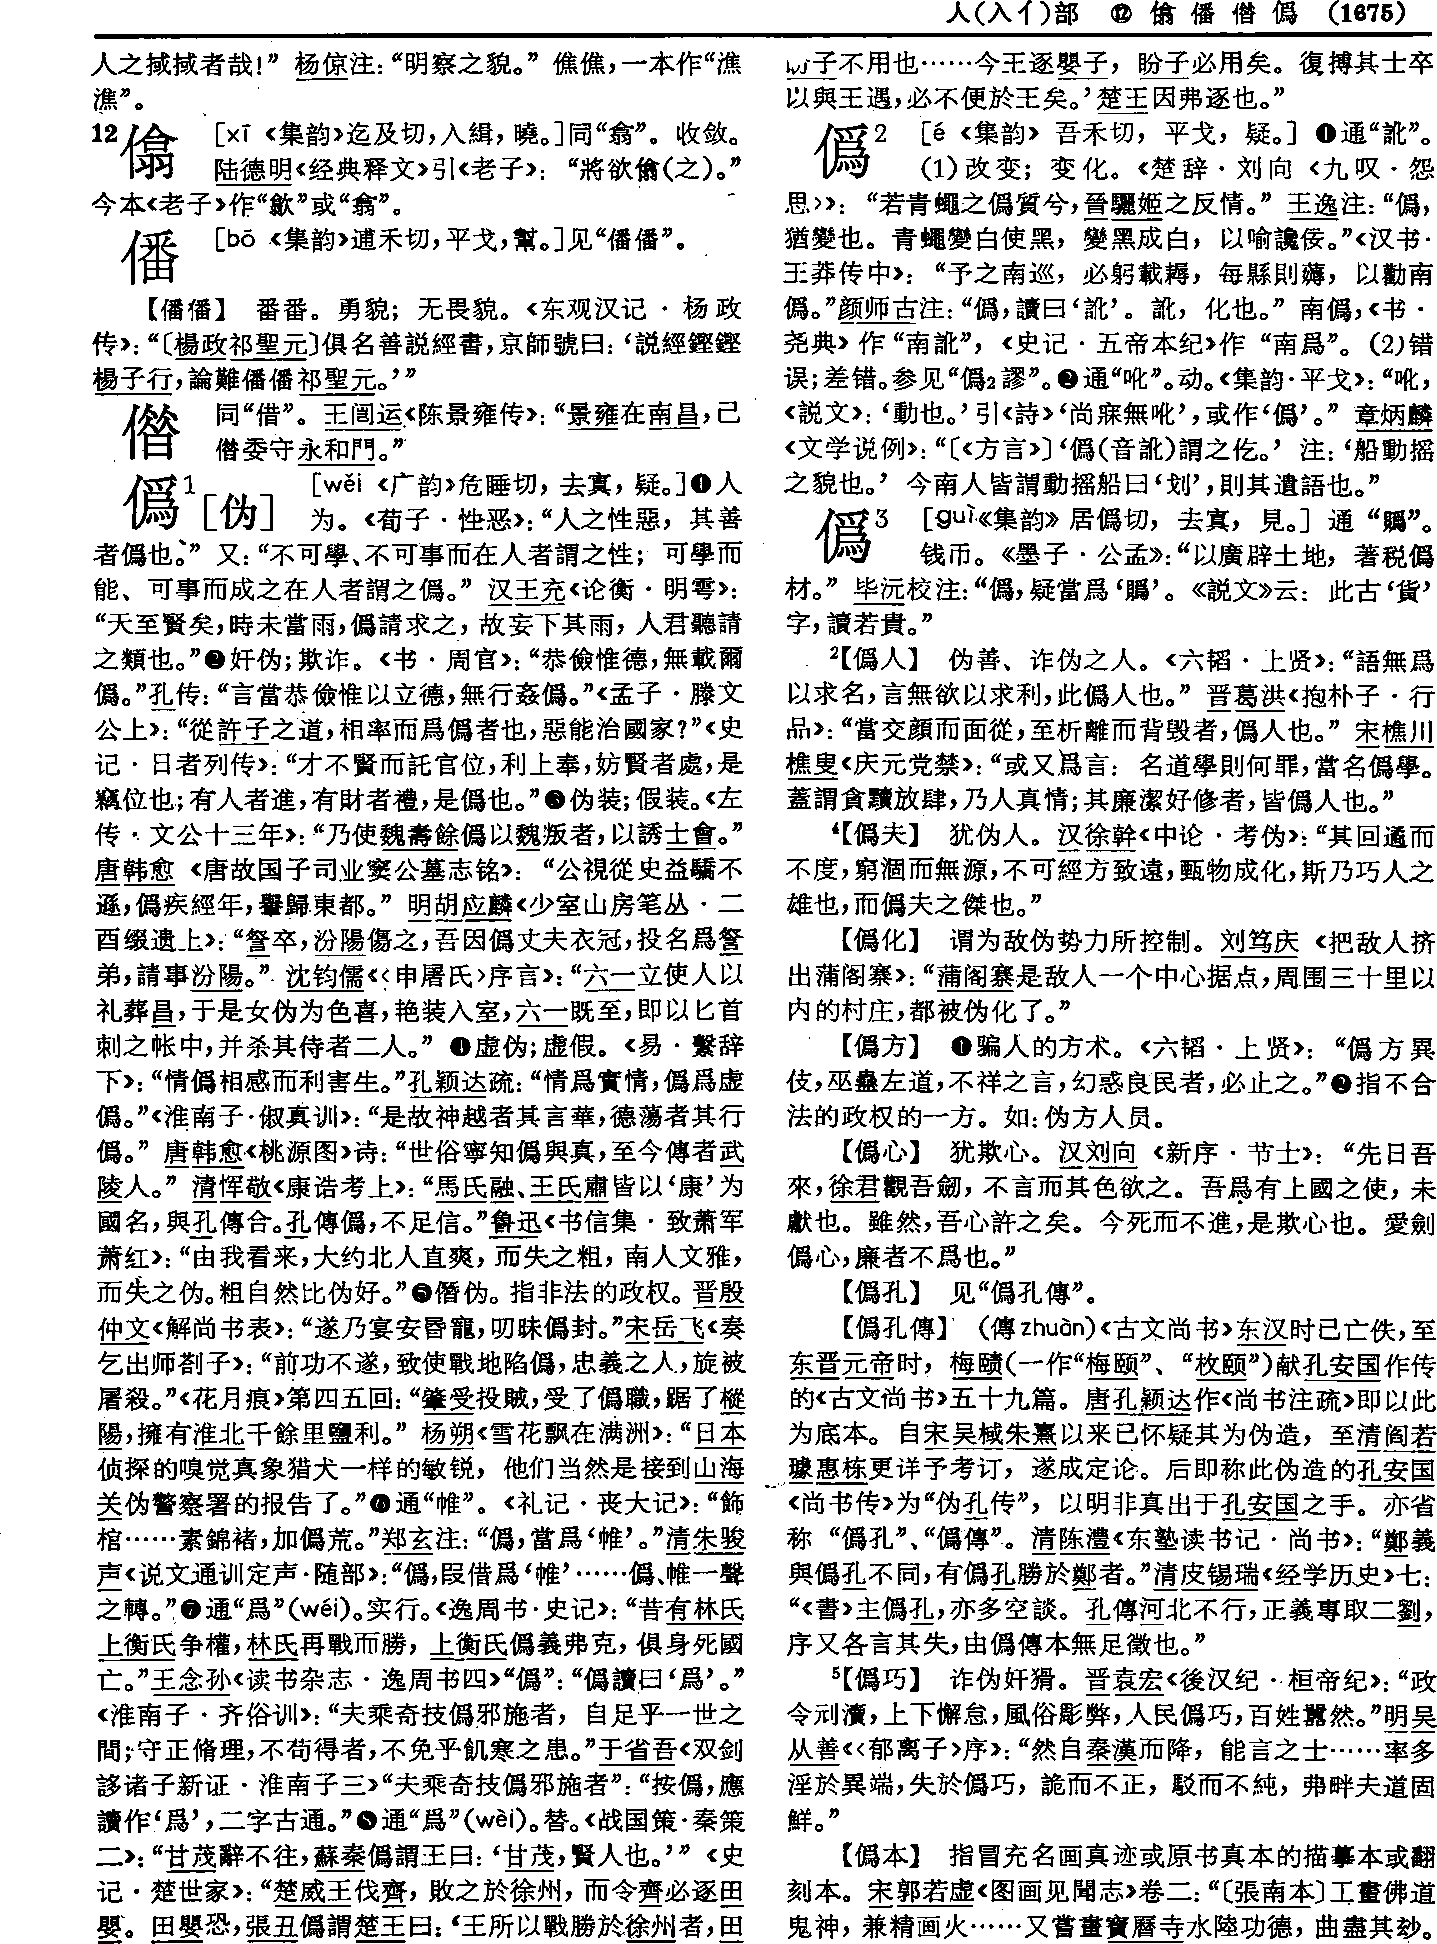 人(入亻)部 ⑫ 傓 僠 偺 僞 (1675)
人之掝掝者哉!” 杨倞注:“明察之貌。” 僬僬,一本作“潐
潐”。
12 [xī 《集韵》迄及切,入緝,曉。]同“翕”。收敛。
陆德明《经典释文》引《老子》: “將欲(之)。”
今本《老子》作“歙”或“翕”。
僠 [bō 《集韵》逋禾切,平戈,幫。]见“僠僠”。
【僠僠】 番番。勇貌; 无畏貌。《东观汉记·杨政
传》:“〔楊政祁聖元〕俱名善説經書,京師號曰: ‘説經鏗鏗
楊子行,論難僠僠祁聖元。’”
同“偕”。王闿运《陈景雍传》:“景雍在南昌,己
委守永和門。”
僞1[伪] [wěi 《广韵》危睡切, 去寘, 疑。]❶人
为。《荀子·性恶》:“人之性惡, 其善
者僞也。” 又:“不可學、不可事而在人者謂之性; 可學而
能、可事而成之在人者謂之僞。” 汉王充《论衡·明雩》:
“天至賢矣,時未當雨,僞請求之, 故妄下其雨, 人君聽請
之類也。”❷奸伪;欺诈。《书·周官》:“恭儉惟德,無載爾
僞。”孔传:“言當恭儉惟以立德,無行姦僞。”《孟子·滕文
公上》:“從許子之道,相率而爲僞者也,惡能治國家?”《史
记·日者列传》:“才不賢而託官位,利上奉,妨賢者處,是
竊位也;有人者進,有財者禮,是僞也。”❸伪装;假装。《左
传·文公十三年》:“乃使魏壽餘僞以魏叛者,以誘士會。”
唐韩愈 《唐故国子司业窦公墓志铭》: “公視從史益驕不
遜,僞疾經年,轝歸東都。” 明胡应麟《少室山房笔丛·二
酉缀遗上》:“詧卒,汾陽傷之,吾因僞丈夫衣冠,投名爲詧
弟,請事汾陽。” 沈钧儒《〈申屠氏〉序言》:“六一立使人以
礼葬昌,于是女伪为色喜,艳装入室,六一既至,即以匕首
刺之帐中,并杀其侍者二人。” ❹虚伪;虚假。《易·繫辞
下》:“情僞相感而利害生。”孔颖达疏:“情爲實情,僞爲虚
僞。”《淮南子·俶真训》:“是故神越者其言華,德蕩者其行
僞。” 唐韩愈《桃源图》诗:“世俗寧知僞與真,至今傳者武
陵人。” 清恽敬《康诰考上》:“馬氏融、王氏肅皆以‘康’为
國名,與孔傳合。孔傳僞,不足信。”鲁迅《书信集·致萧军
萧红》:“由我看来,大约北人直爽, 而失之粗, 南人文雅,
而失之伪。粗自然比伪好。”❺僭伪。指非法的政权。晋殷
仲文《解尚书表》:“遂乃宴安昏寵,叨昧僞封。”宋岳飞《奏
乞出师劄子》:“前功不遂,致使戰地陷僞,忠義之人,旋被
屠殺。”《花月痕》第四五回:“肇受投賊,受了僞職,踞了樅
陽,擁有淮北千餘里鹽利。” 杨朔《雪花飘在满洲》:“日本
侦探的嗅觉真象猎犬一样的敏锐, 他们当然是接到山海
关伪警察署的报告了。”❻通“帷”。《礼记·丧大记》:“飾
棺……素錦褚,加僞荒。”郑玄注:“僞,當爲‘帷’。”清朱骏
声《说文通训定声·随部》:“僞,叚借爲‘帷’……僞、帷一聲
之轉。”❼通“爲”(wéi)。实行。《逸周书·史记》:“昔有林氏
上衡氏争權,林氏再戰而勝, 上衡氏僞義弗克, 俱身死國
亡。”王念孙《读书杂志·逸周书四》“僞”:“僞讀曰‘爲’。”
《淮南子·齐俗训》:“夫乘奇技僞邪施者, 自足乎一世之
間;守正脩理,不苟得者,不免乎飢寒之患。”于省吾《双剑
誃诸子新证·淮南子三》“夫乘奇技僞邪施者”:“按僞,應
讀作‘爲’,二字古通。”❽通“爲”(wèi)。替。《战国策·秦策
二》:“甘茂辭不往,蘇秦僞謂王曰: ‘甘茂,賢人也。’” 《史
记·楚世家》:“楚威王伐齊, 敗之於徐州, 而令齊必逐田
嬰。田嬰恐,張丑僞謂楚王曰:‘王所以戰勝於徐州者,田
盼子不用也……今王逐嬰子, 盼子必用矣。復搏其士卒
以與王遇,必不便於王矣。’楚王因弗逐也。”
僞2 [é 《集韵》 吾禾切, 平戈, 疑。] ❶通“訛”。
(1)改变; 变化。《楚辞·刘向〈九叹·怨
思〉》: “若青蠅之僞質兮,晉驪姬之反情。” 王逸注:“僞,
猶變也。青蠅變白使黑, 變黑成白, 以喻讒佞。”《汉书·
王莽传中》: “予之南巡, 必躬載耨, 每縣則薅, 以勸南
僞。”颜师古注:“僞,讀曰‘訛’。訛, 化也。” 南僞,《书·
尧典》作“南訛”, 《史记·五帝本纪》作 “南爲”。(2)错
误;差错。参见“僞₂謬”。❷通“吪”。动。《集韵·平戈》:“吪,
《説文》:‘動也。’引《詩》‘尚寐無吪’,或作‘僞’。” 章炳麟
《文学说例》:“〔《方言》〕‘僞(音訛)謂之仡。’ 注:‘船動摇
之貌也。’ 今南人皆謂動摇船曰‘划’,則其遺語也。”
僞3 [guì《集韵》 居僞切, 去寘, 見。] 通 “䞈”。
钱币。《墨子·公孟》:“以廣辟土地, 著税僞
材。” 毕沅校注:“僞,疑當爲‘䞈’。《説文》云: 此古‘貨’
字,讀若貴。”
²【僞人】 伪善、诈伪之人。《六韬·上贤》:“語無爲
以求名,言無欲以求利,此僞人也。” 晋葛洪《抱朴子·行
品》:“當交顔而面從,至析離而背毁者,僞人也。” 宋樵川
樵叟《庆元党禁》:“或又爲言: 名道學則何罪,當名僞學。
蓋謂貪黷放肆,乃人真情;其廉潔好修者,皆僞人也。”
⁴【僞夫】 犹伪人。汉徐幹《中论·考伪》:“其回遹而
不度,窮涸而無源,不可經方致遠,甄物成化,斯乃巧人之
雄也,而僞夫之傑也。”
【僞化】 谓为敌伪势力所控制。刘笃庆 《把敌人挤
出蒲阁寨》:“蒲阁寨是敌人一个中心据点,周围三十里以
内的村庄,都被伪化了。”
【僞方】 ❶骗人的方术。《六韬·上贤》: “僞方異
伎,巫蠱左道,不祥之言,幻惑良民者,必止之。”❷指不合
法的政权的一方。如:伪方人员。
【僞心】 犹欺心。汉刘向 《新序·节士》: “先日吾
來,徐君觀吾劒, 不言而其色欲之。吾爲有上國之使, 未
獻也。雖然,吾心許之矣。今死而不進,是欺心也。愛劍
僞心,廉者不爲也。”
【僞孔】 见“僞孔傳”。
【僞孔傳】 (傳zhuàn)《古文尚书》东汉时已亡佚,至
东晋元帝时, 梅赜(一作“梅颐”、“枚颐”)献孔安国作传
的《古文尚书》五十九篇。唐孔颖达作《尚书注疏》即以此
为底本。自宋吴棫朱熹以来已怀疑其为伪造, 至清阎若
璩惠栋更详予考订, 遂成定论。后即称此伪造的孔安国
《尚书传》为“伪孔传”, 以明非真出于孔安国之手。亦省
称 “僞孔”、“僞傳”。清陈澧《东塾读书记·尚书》:“鄭義
與僞孔不同,有僞孔勝於鄭者。”清皮锡瑞《经学历史》七:
“《書》主僞孔,亦多空談。孔傳河北不行,正義專取二劉,
序又各言其失,由僞傳本無足徵也。”
⁵【僞巧】 诈伪奸猾。晋袁宏《後汉纪·桓帝纪》:“政
令刓瀆,上下懈怠,風俗彫弊,人民僞巧,百姓囂然。”明吴
从善《〈郁离子〉序》:“然自秦漢而降, 能言之士……率多
淫於異端,失於僞巧, 詭而不正, 駁而不純, 弗畔夫道固
鮮。”
【僞本】 指冒充名画真迹或原书真本的描摹本或翻
刻本。宋郭若虚《图画见闻志》卷二:“〔張南本〕工畫佛道
鬼神, 兼精画火……又嘗畫寶曆寺水陸功德, 曲盡其玅。